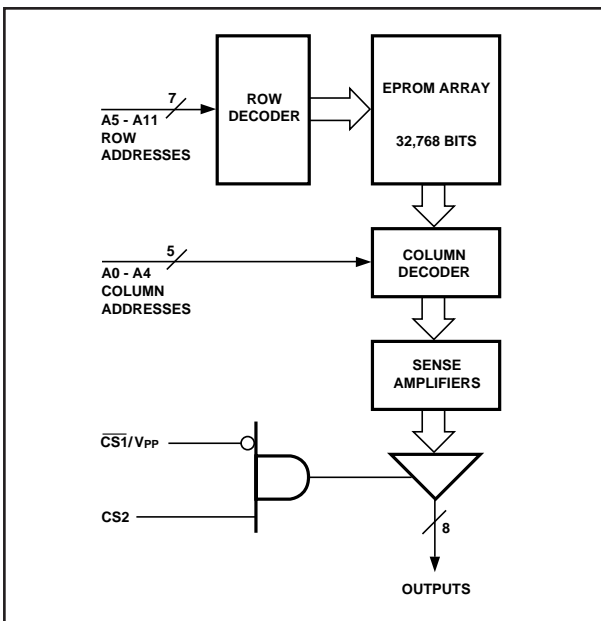 ROW
DECODER
EPROM ARRAY
32,768 BITS
7
A5 - A11
ROW
ADDRESSES
5
A0 - A4
COLUMN
ADDRESSES
COLUMN
DECODER
SENSE
AMPLIFIERS
C̅S̅1̅/VPP
CS2
8
OUTPUTS